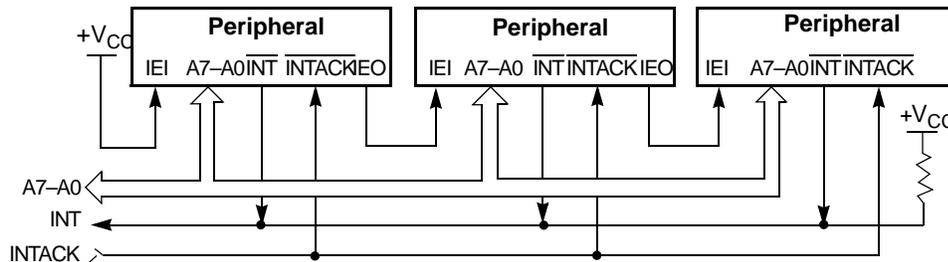 Peripheral Peripheral Peripheral
+VCC
IEI A7–A0 INT INTACK IEO IEI A7–A0 INT INTACK IEO IEI A7–A0 INT INTACK
+VCC
A7–A0
INT
INTACK